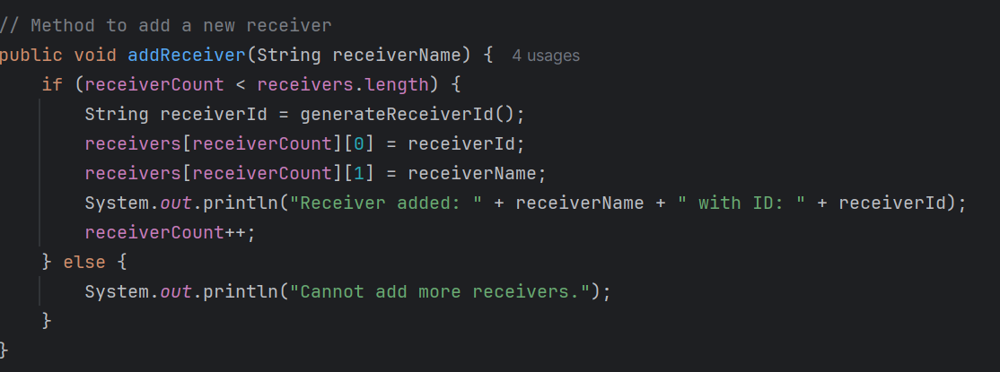 // Method to add a new receiver
public void addReceiver(String receiverName) {  4 usages
    if (receiverCount < receivers.length) {
        String receiverId = generateReceiverId();
        receivers[receiverCount][0] = receiverId;
        receivers[receiverCount][1] = receiverName;
        System.out.println("Receiver added: " + receiverName + " with ID: " + receiverId);
        receiverCount++;
    } else {
        System.out.println("Cannot add more receivers.");
    }
}